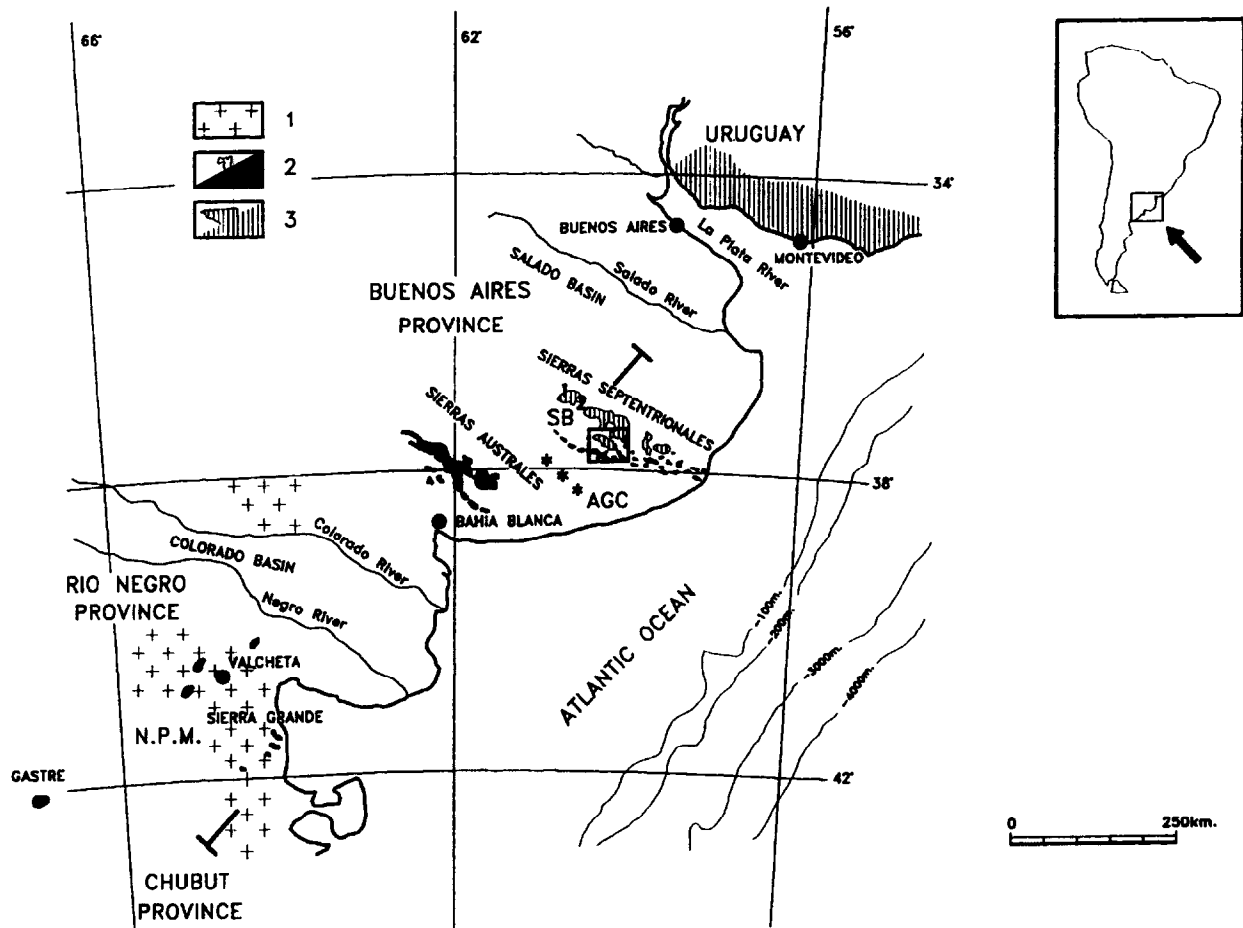 66°
62°
56°
1
2
3
URUGUAY
34°
BUENOS AIRES
La Plata River
MONTEVIDEO
SALADO BASIN
Salado River
BUENOS AIRES
PROVINCE
SIERRAS SEPTENTRIONALES
SB
SIERRAS AUSTRALES
AGC
38°
BAHIA BLANCA
Colorado River
COLORADO BASIN
RIO NEGRO
PROVINCE
Negro River
ATLANTIC OCEAN
-100m.
-200m.
-3000m.
-4000m.
VALCHETA
SIERRA GRANDE
N.P.M.
GASTRE
42°
0 250km.
CHUBUT
PROVINCE